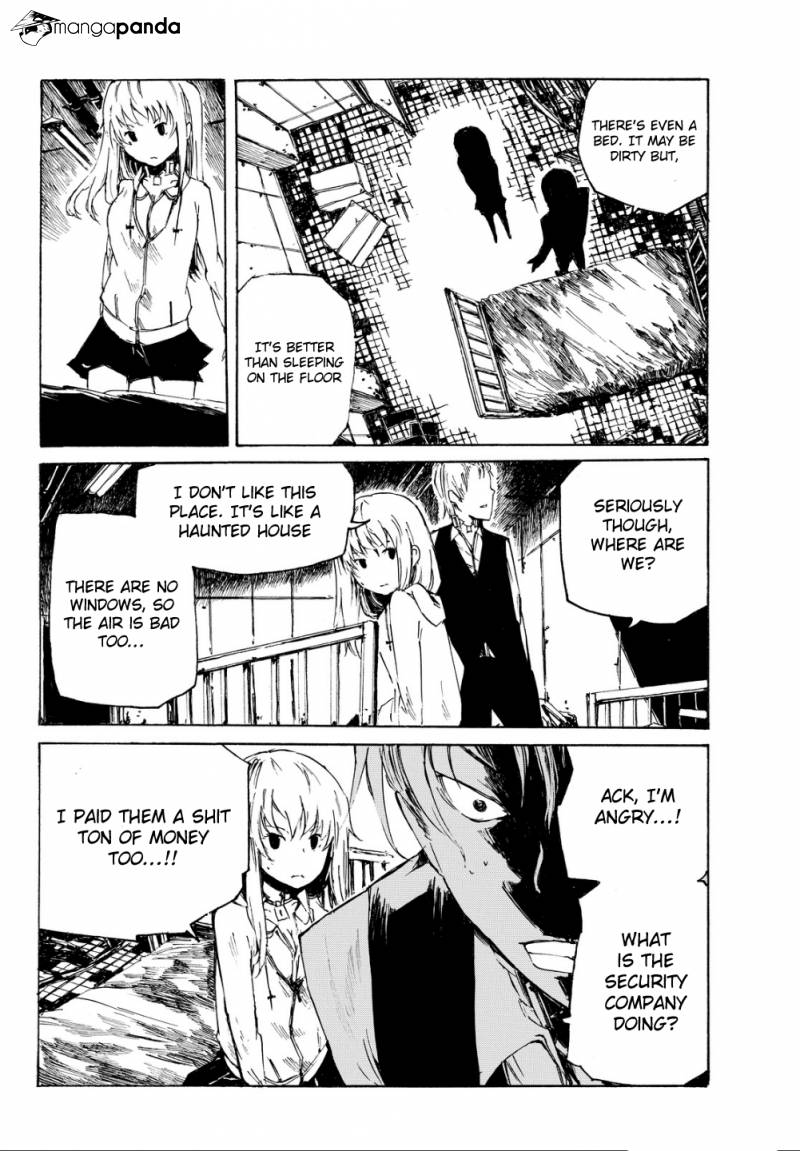 mangapanda
THERE'S EVEN A
BED. IT MAY BE
DIRTY BUT,
IT'S BETTER
THAN SLEEPING
ON THE FLOOR
SERIOUSLY
THOUGH,
WHERE ARE
WE?
I DON'T LIKE THIS
PLACE. IT'S LIKE A
HAUNTED HOUSE
THERE ARE NO
WINDOWS, SO
THE AIR IS BAD
TOO...
ACK, I'M
ANGRY...!
WHAT
IS THE
SECURITY
COMPANY
DOING?
I PAID THEM A SHIT
TON OF MONEY
TOO...!!